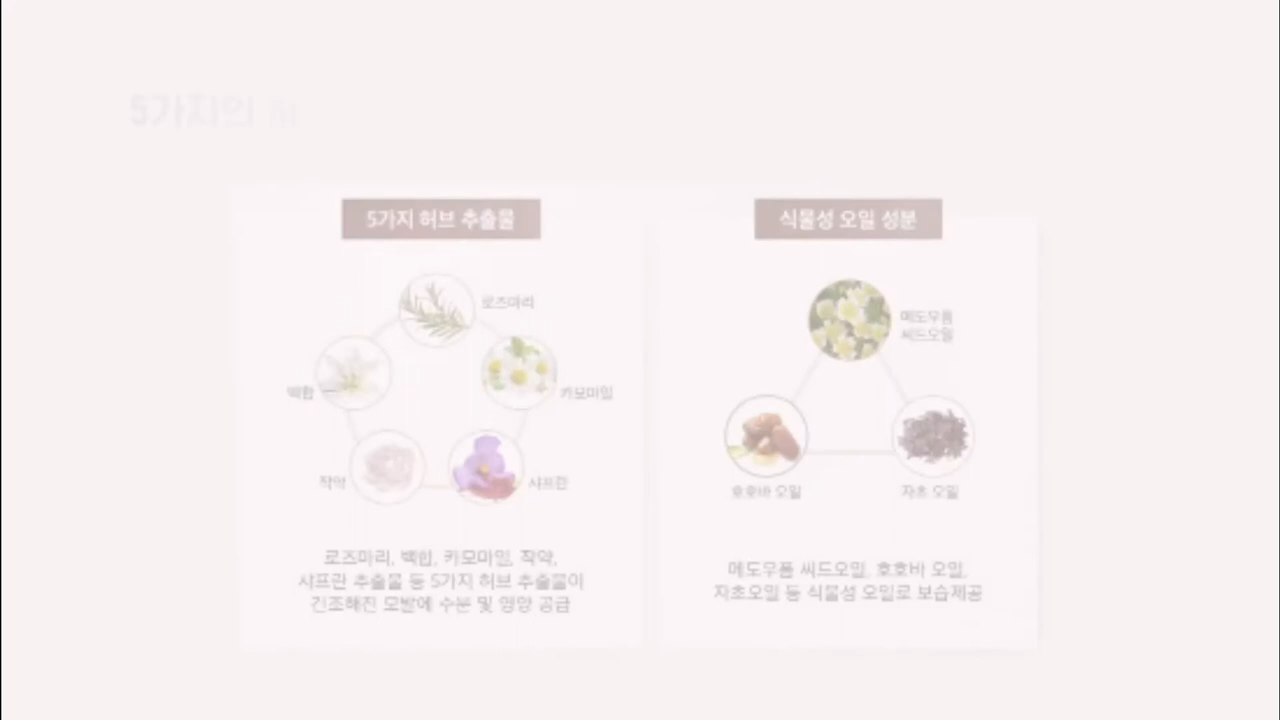 5가지의 허
5가지 허브 추출물
식물성 오일 성분
로즈마리
백합
카모마일
작약
샤프란
메도우폼
씨드오일
호호바 오일
자초 오일
로즈마리, 백합, 카모마일, 작약,
샤프란 추출물 등 5가지 허브 추출물이
건조해진 모발에 수분 및 영양 공급
메도우폼 씨드오일, 호호바 오일,
자초오일 등 식물성 오일로 보습제공